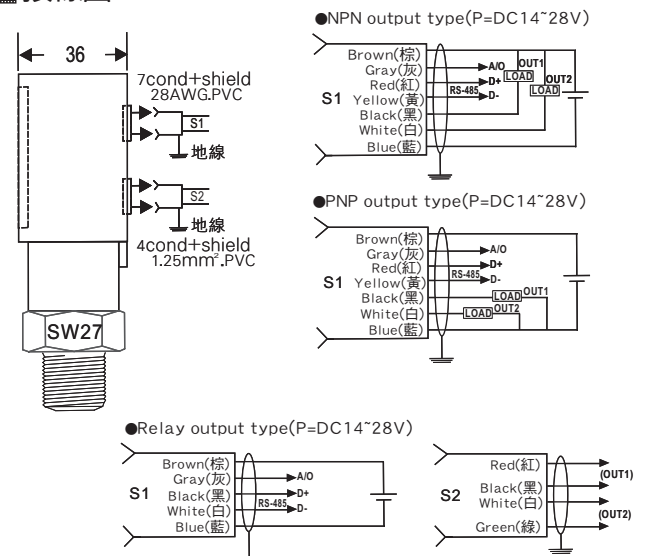 36
7cond+shield
28AWG.PVC
S1
地線
S2
地線
4cond+shield
1.25mm².PVC
SW27
●NPN output type(P=DC14~28V)
S1
Brown(棕)
Gray(灰)
Red(紅)
Yellow(黃)
Black(黑)
White(白)
Blue(藍)
A/O
D+
RS-485
D-
OUT1
LOAD
OUT2
LOAD
●PNP output type(P=DC14~28V)
S1
Brown(棕)
Gray(灰)
Red(紅)
Yellow(黃)
Black(黑)
White(白)
Blue(藍)
A/O
D+
RS-485
D-
LOAD OUT1
LOAD OUT2
●Relay output type(P=DC14~28V)
S1
Brown(棕)
Gray(灰)
Black(黑)
White(白)
Blue(藍)
A/O
D+
RS-485
D-
S2
Red(紅)
Black(黑)
White(白)
Green(綠)
(OUT1)
(OUT2)